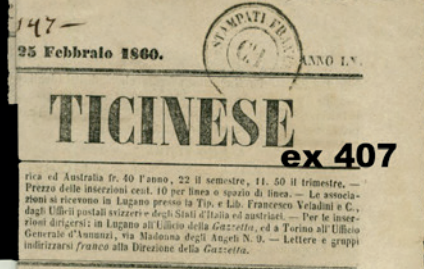 147-
25 Febbraio 1860.
STAMPATI FRANCHI
ANNO LX.
TICINESE
ex 407
rica ed Australia fr. 40 l'anno, 22 il semestre, 11. 50 il trimestre. —
Prezzo delle inserzioni cent. 10 per linea o spazio di linea. — Le associa-
zioni si ricevono in Lugano presso la Tip. e Lib. Francesco Veladini e C.,
dagli Ufficii postali svizzeri e degli Stati d'Italia ed austriaci. — Per le inser-
zioni dirigersi: in Lugano all'Ufficio della Gazzetta, ed a Torino all'Ufficio
Generale d'Annunzi, via Madonna degli Angeli N. 9. — Lettere e gruppi
indirizzarsi franco alla Direzione della Gazzetta.